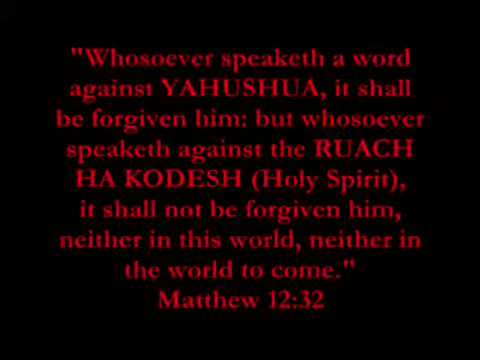 "Whosoever speaketh a word
against YAHUSHUA, it shall
be forgiven him: but whosoever
speaketh against the RUACH
HA KODESH (Holy Spirit),
it shall not be forgiven him,
neither in this world, neither in
the world to come."
Matthew 12:32